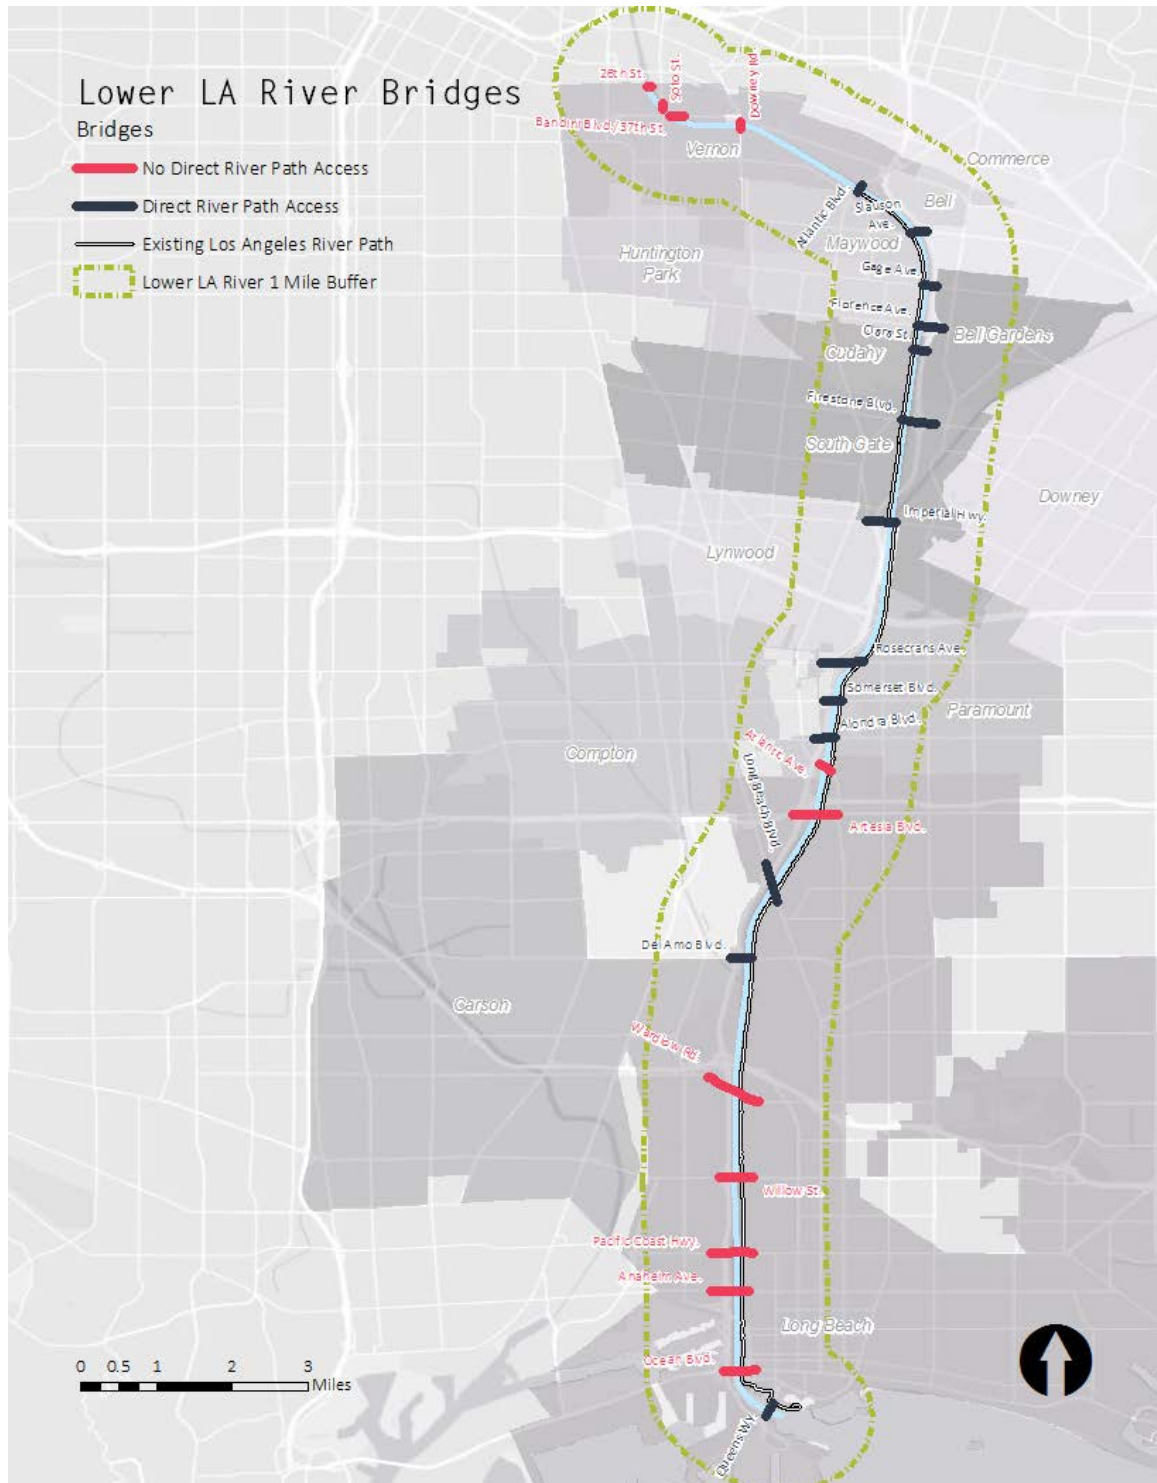 Lower LA River Bridges
Bridges
No Direct River Path Access
Direct River Path Access
Existing Los Angeles River Path
Lower LA River 1 Mile Buffer
26th St.
Soto St.
Downey Rd.
Bandini Blvd./37th St.
Vernon
Commerce
Atlantic Blvd.
Slauson
Ave.
Bell
Maywood
Huntington
Park
Gage Ave.
Florence Ave.
Clara St.
Bell Gardens
Cudahy
Firestone Blvd.
South Gate
Downey
Imperial Hwy.
Lynwood
Rosecrans Ave.
Somerset Blvd.
Paramount
Alondra Blvd.
Atlantic Ave.
Compton
Long Beach Blvd.
Artesia Blvd.
Del Amo Blvd.
Carson
Wardlow Rd.
Willow St.
Pacific Coast Hwy.
Anaheim Ave.
Long Beach
Ocean Blvd.
0 0.5 1 2 3
Miles
Queens Wy.